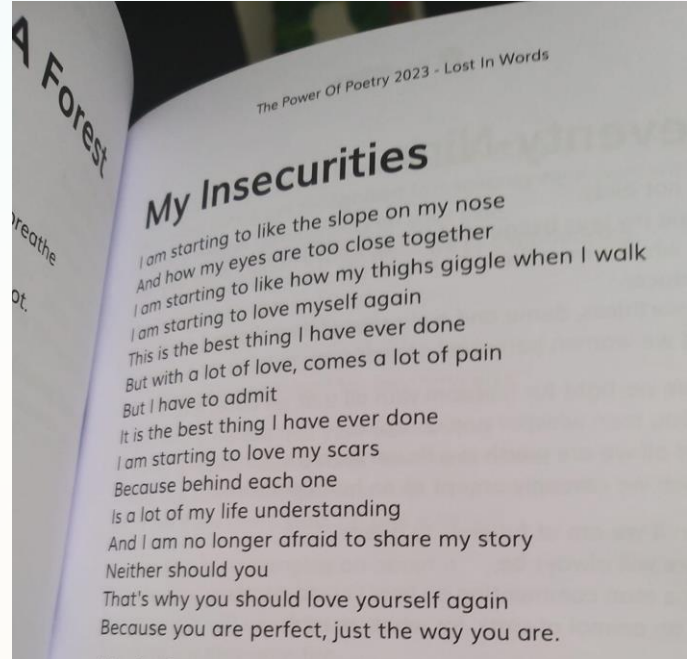 A Forest
breathe
ot.
The Power Of Poetry 2023 - Lost In Words
My Insecurities
I am starting to like the slope on my nose
And how my eyes are too close together
I am starting to like how my thighs giggle when I walk
I am starting to love myself again
This is the best thing I have ever done
But with a lot of love, comes a lot of pain
But I have to admit
It is the best thing I have ever done
I am starting to love my scars
Because behind each one
Is a lot of my life understanding
And I am no longer afraid to share my story
Neither should you
That's why you should love yourself again
Because you are perfect, just the way you are.